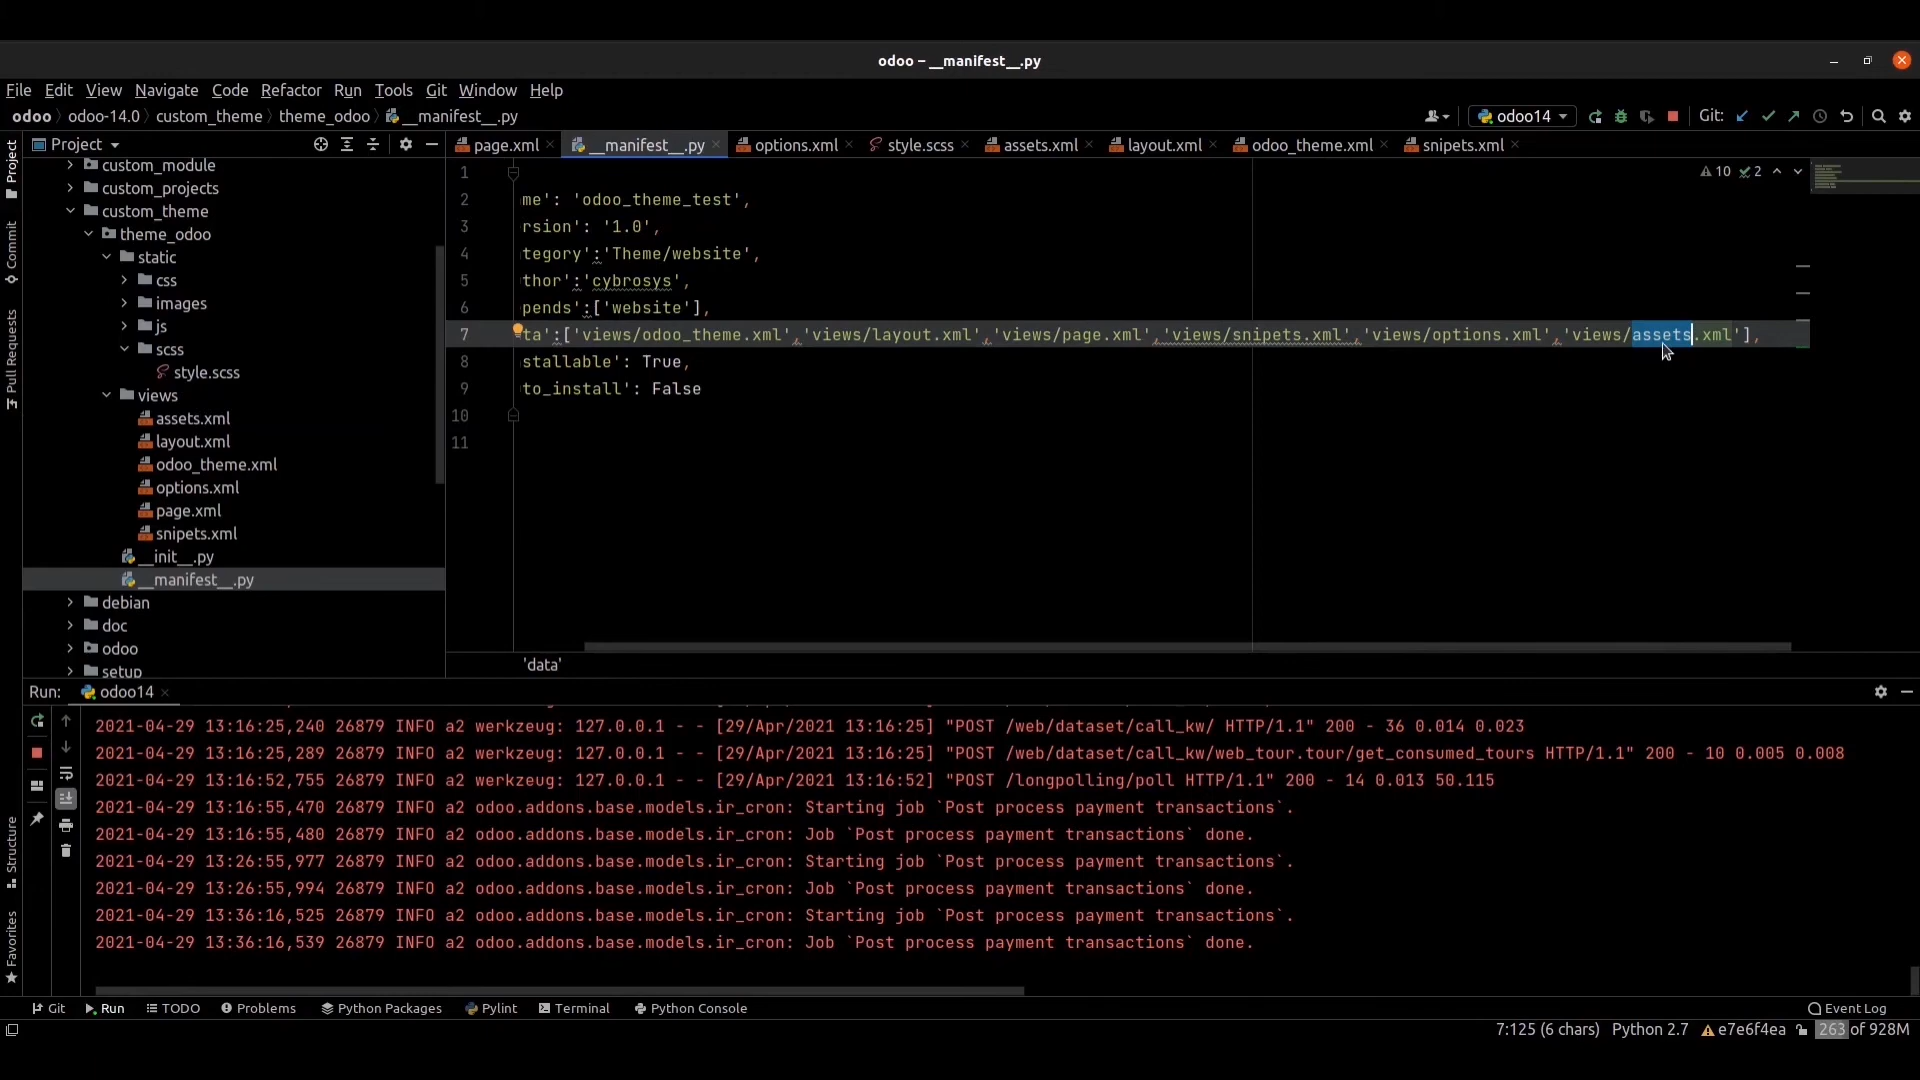 odoo – __manifest__.py
File Edit View Navigate Code Refactor Run Tools Git Window Help
odoo odoo-14.0 custom_theme theme_odoo __manifest__.py
odoo14 Git:
Project
page.xml __manifest__.py options.xml style.scss assets.xml layout.xml odoo_theme.xml snipets.xml
Project
Commit
Pull Requests
Structure
Favorites
custom_module
custom_projects
custom_theme
theme_odoo
static
css
images
js
scss
style.scss
views
assets.xml
layout.xml
odoo_theme.xml
options.xml
page.xml
snipets.xml
__init__.py
__manifest__.py
debian
doc
odoo
setup
10 2
1
2 me': 'odoo_theme_test',
3 rsion': '1.0',
4 tegory':'Theme/website',
5 thor':'cybrosys',
6 pends':['website'],
7 ta':['views/odoo_theme.xml','views/layout.xml','views/page.xml','views/snipets.xml','views/options.xml','views/assets.xml'],
8 stallable': True,
9 to_install': False
10
11
'data'
Run: odoo14
2021-04-29 13:16:25,240 26879 INFO a2 werkzeug: 127.0.0.1 - - [29/Apr/2021 13:16:25] "POST /web/dataset/call_kw/ HTTP/1.1" 200 - 36 0.014 0.023
2021-04-29 13:16:25,289 26879 INFO a2 werkzeug: 127.0.0.1 - - [29/Apr/2021 13:16:25] "POST /web/dataset/call_kw/web_tour.tour/get_consumed_tours HTTP/1.1" 200 - 10 0.005 0.008
2021-04-29 13:16:52,755 26879 INFO a2 werkzeug: 127.0.0.1 - - [29/Apr/2021 13:16:52] "POST /longpolling/poll HTTP/1.1" 200 - 14 0.013 50.115
2021-04-29 13:16:55,470 26879 INFO a2 odoo.addons.base.models.ir_cron: Starting job `Post process payment transactions`.
2021-04-29 13:16:55,480 26879 INFO a2 odoo.addons.base.models.ir_cron: Job `Post process payment transactions` done.
2021-04-29 13:26:55,977 26879 INFO a2 odoo.addons.base.models.ir_cron: Starting job `Post process payment transactions`.
2021-04-29 13:26:55,994 26879 INFO a2 odoo.addons.base.models.ir_cron: Job `Post process payment transactions` done.
2021-04-29 13:36:16,525 26879 INFO a2 odoo.addons.base.models.ir_cron: Starting job `Post process payment transactions`.
2021-04-29 13:36:16,539 26879 INFO a2 odoo.addons.base.models.ir_cron: Job `Post process payment transactions` done.
Git Run TODO Problems Python Packages Pylint Terminal Python Console Event Log
7:125 (6 chars) Python 2.7 e7e6f4ea 263 of 928M